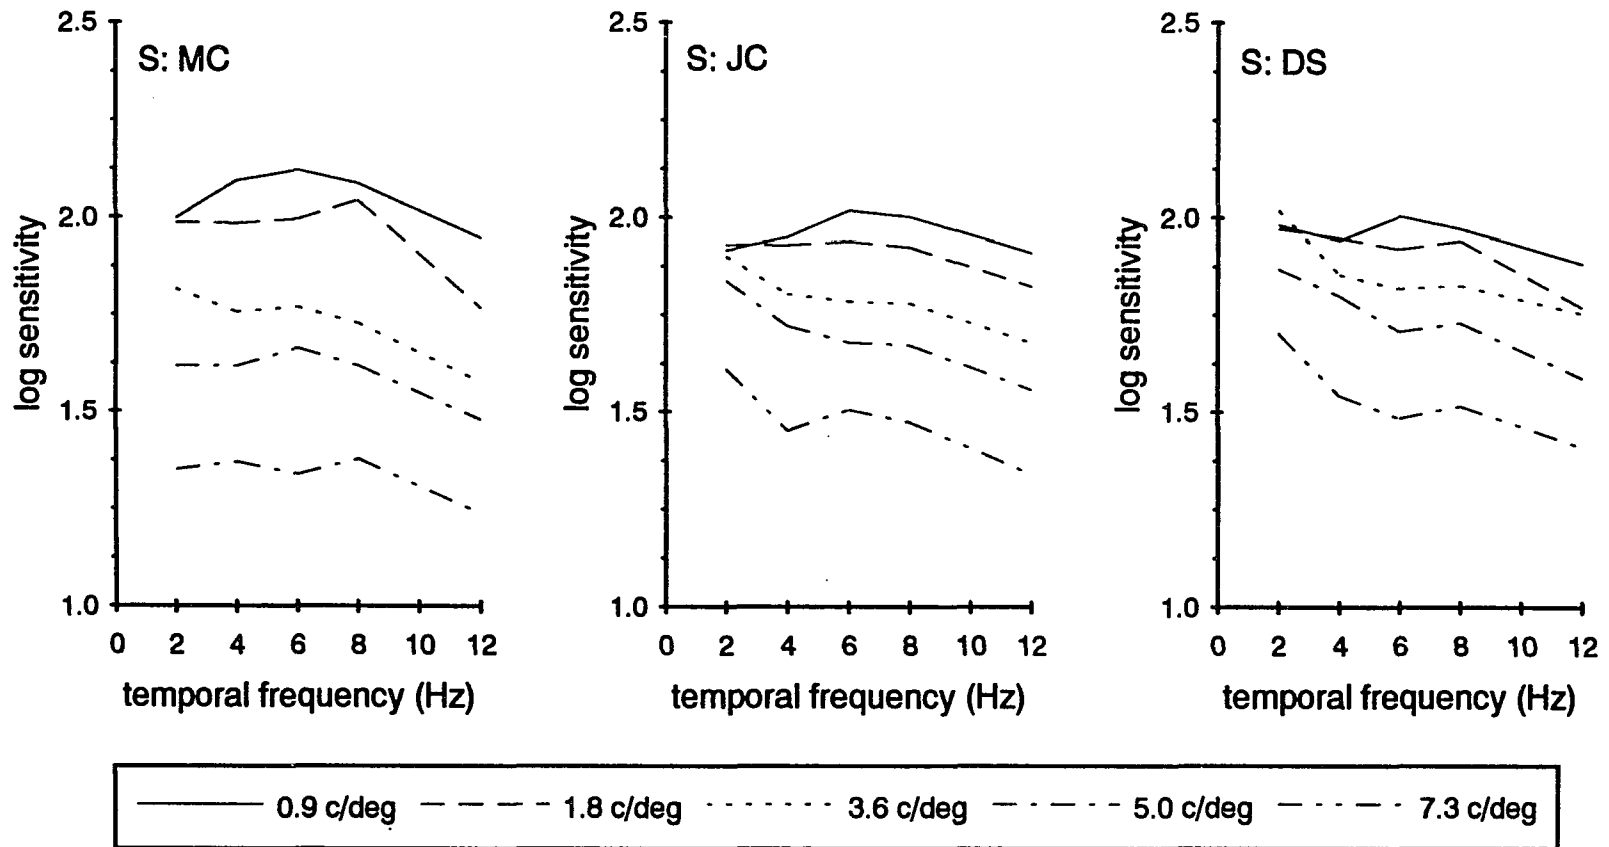 S: MC
2.5
2.0
1.5
1.0
log sensitivity
0 2 4 6 8 10 12
temporal frequency (Hz)
S: JC
2.5
2.0
1.5
1.0
log sensitivity
0 2 4 6 8 10 12
temporal frequency (Hz)
S: DS
2.5
2.0
1.5
1.0
log sensitivity
0 2 4 6 8 10 12
temporal frequency (Hz)
0.9 c/deg 1.8 c/deg 3.6 c/deg 5.0 c/deg 7.3 c/deg